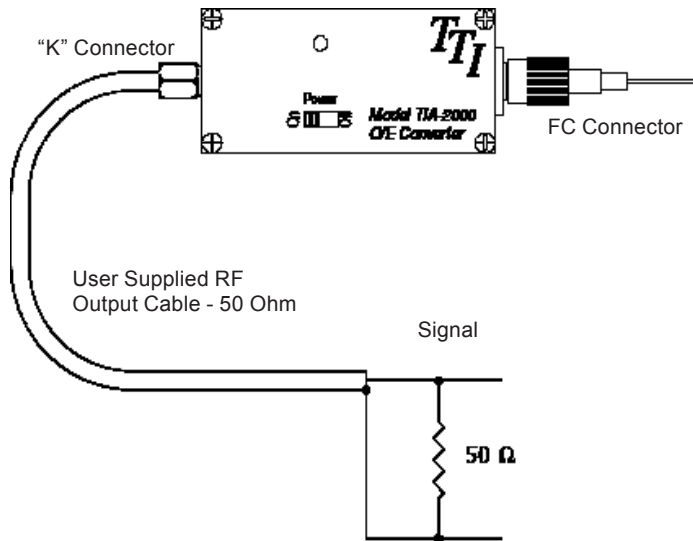 “K” Connector
TTI
Power
Model TIA-2000
O/E Converter
FC Connector
User Supplied RF
Output Cable - 50 Ohm
Signal
50 Ω